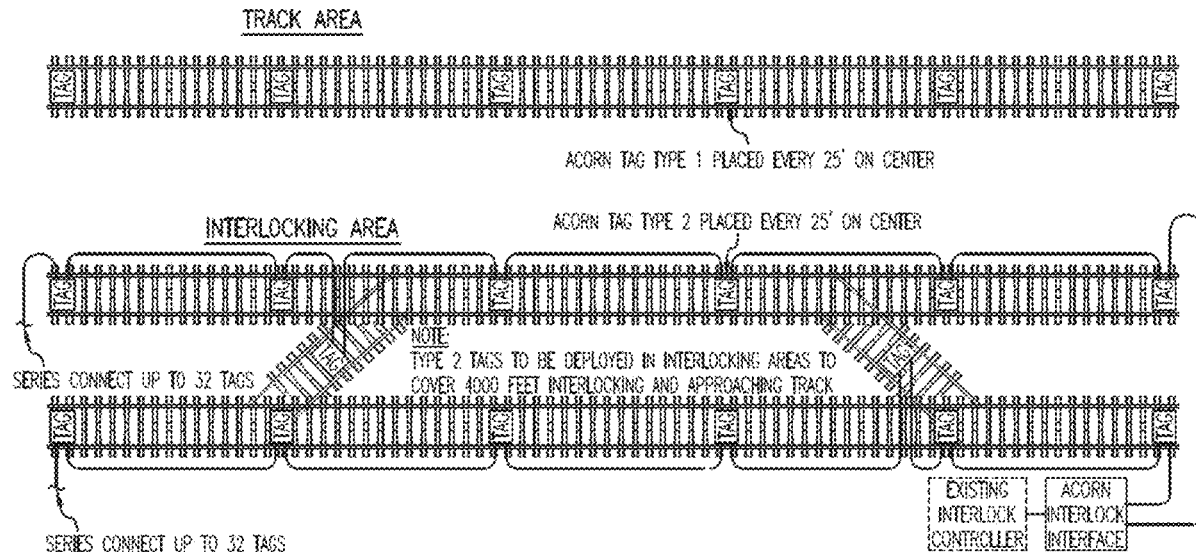 TRACK AREA
TAG TAG TAG TAG TAG TAG
ACORN TAG TYPE 1 PLACED EVERY 25' ON CENTER
INTERLOCKING AREA
ACORN TAG TYPE 2 PLACED EVERY 25' ON CENTER
TAG TAG TAG TAG TAG TAG
TAG TAG
NOTE:
TYPE 2 TAGS TO BE DEPLOYED IN INTERLOCKING AREAS TO
COVER 4000 FEET INTERLOCKING AND APPROACHING TRACK
SERIES CONNECT UP TO 32 TAGS
TAG TAG TAG TAG TAG TAG
EXISTING
INTERLOCK
CONTROLLER
ACORN
INTERLOCK
INTERFACE
SERIES CONNECT UP TO 32 TAGS